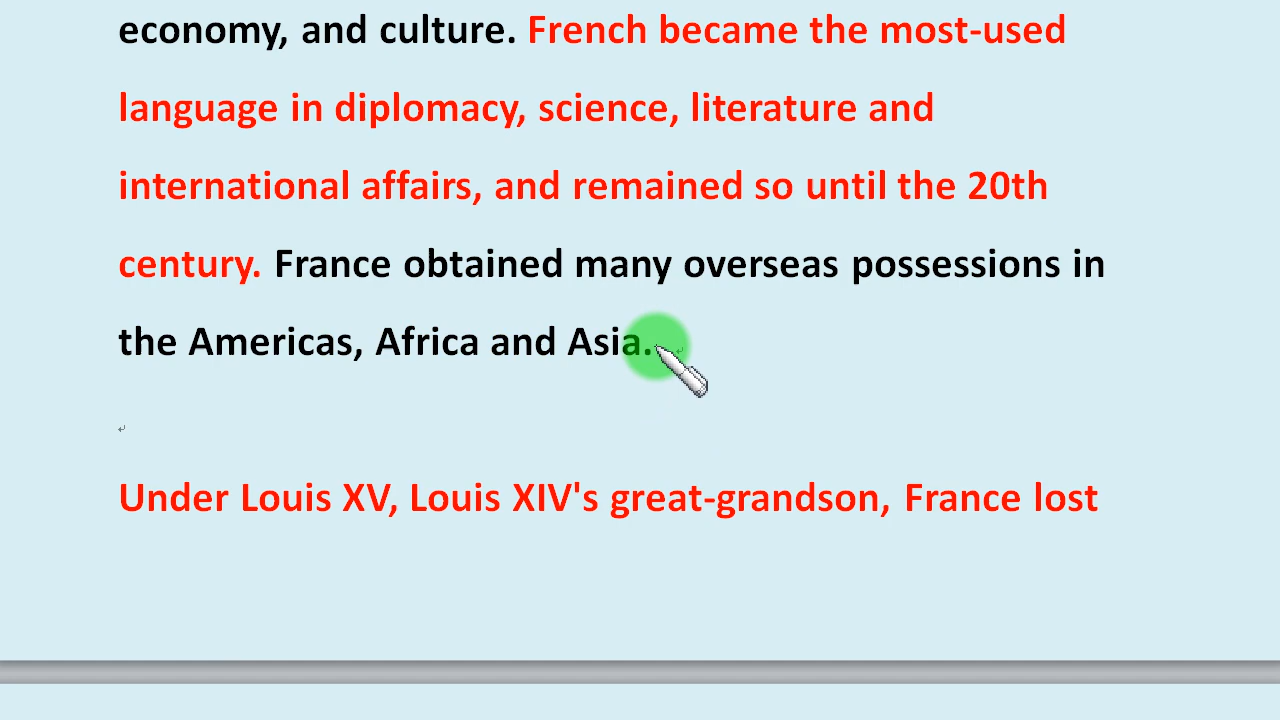 economy, and culture. French became the most-used
language in diplomacy, science, literature and
international affairs, and remained so until the 20th
century. France obtained many overseas possessions in
the Americas, Africa and Asia.
Under Louis XV, Louis XIV's great-grandson, France lost